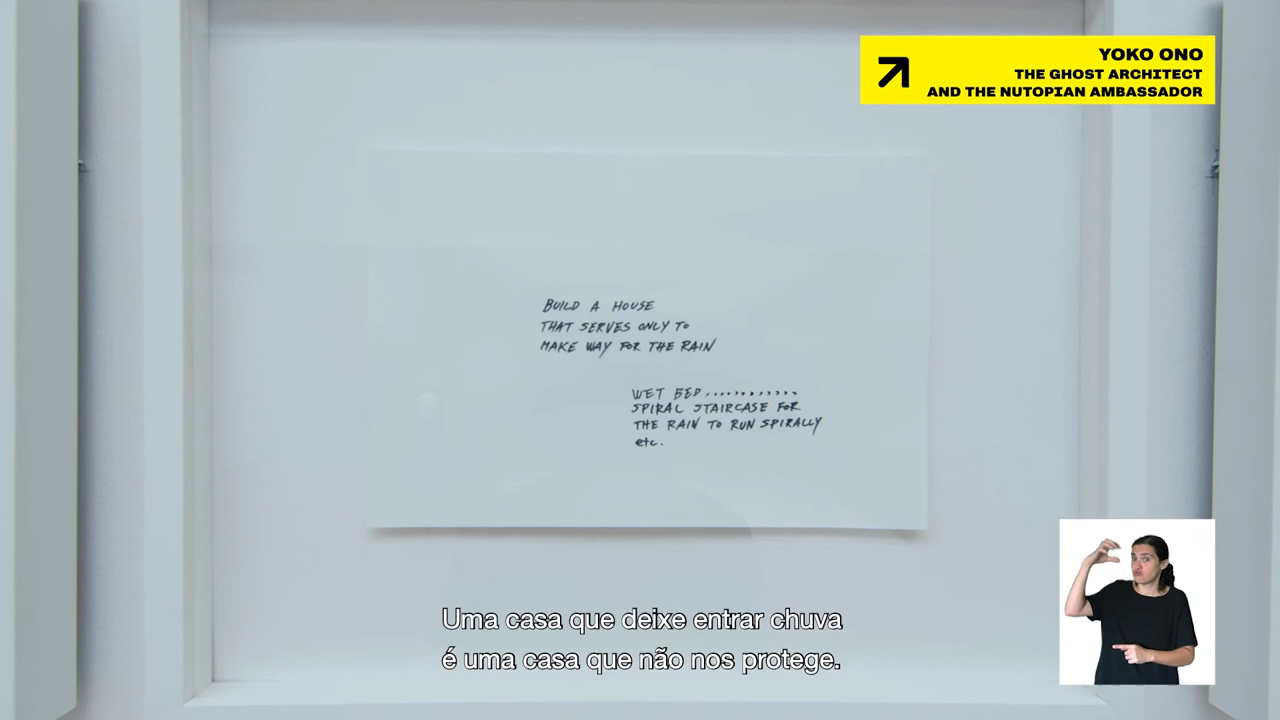 YOKO ONO
THE GHOST ARCHITECT
AND THE NUTOPIAN AMBASSADOR
BUILD A HOUSE
THAT SERVES ONLY TO
MAKE WAY FOR THE RAIN
WET BED............
SPIRAL STAIRCASE FOR
THE RAIN TO RUN SPIRALLY
etc.
Uma casa que deixe entrar chuva
é uma casa que não nos protege.